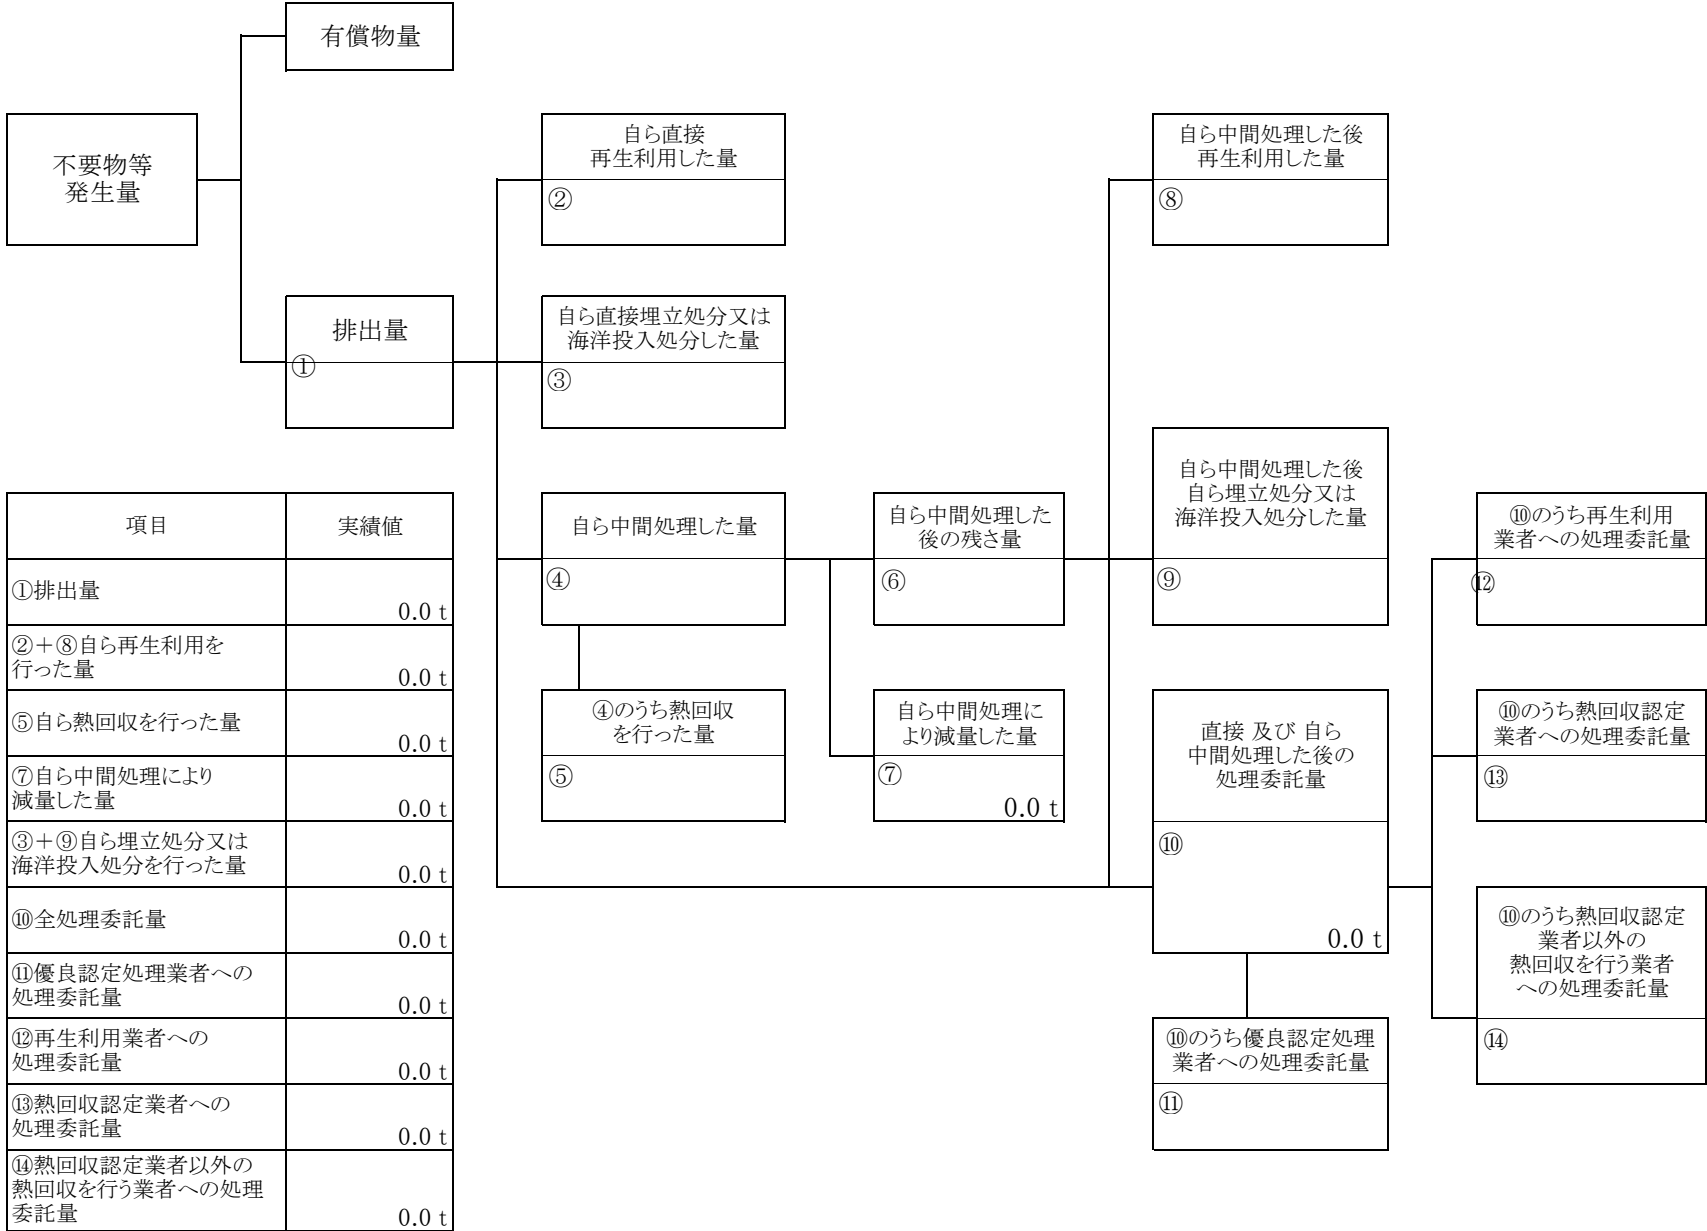 有償物量
不要物等
発生量
自ら直接
再生利用した量
②
自ら中間処理した後
再生利用した量
⑧
排出量
①
自ら直接埋立処分又は
海洋投入処分した量
③
自ら中間処理した量
④
自ら中間処理した
後の残さ量
⑥
自ら中間処理した後
自ら埋立処分又は
海洋投入処分した量
⑨
⑩のうち再生利用
業者への処理委託量
⑫
④のうち熱回収
を行った量
⑤
自ら中間処理に
より減量した量
⑦
0.0 t
直接 及び 自ら
中間処理した後の
処理委託量
⑩
0.0 t
⑩のうち熱回収認定
業者への処理委託量
⑬
⑩のうち熱回収認定
業者以外の
熱回収を行う業者
への処理委託量
⑭
⑩のうち優良認定処理
業者への処理委託量
⑪
項目 実績値
①排出量
0.0 t
②+⑧自ら再生利用を
行った量
0.0 t
⑤自ら熱回収を行った量
0.0 t
⑦自ら中間処理により
減量した量
0.0 t
③+⑨自ら埋立処分又は
海洋投入処分を行った量
0.0 t
⑩全処理委託量
0.0 t
⑪優良認定処理業者への
処理委託量
0.0 t
⑫再生利用業者への
処理委託量
0.0 t
⑬熱回収認定業者への
処理委託量
0.0 t
⑭熱回収認定業者以外の
熱回収を行う業者への処理
委託量
0.0 t